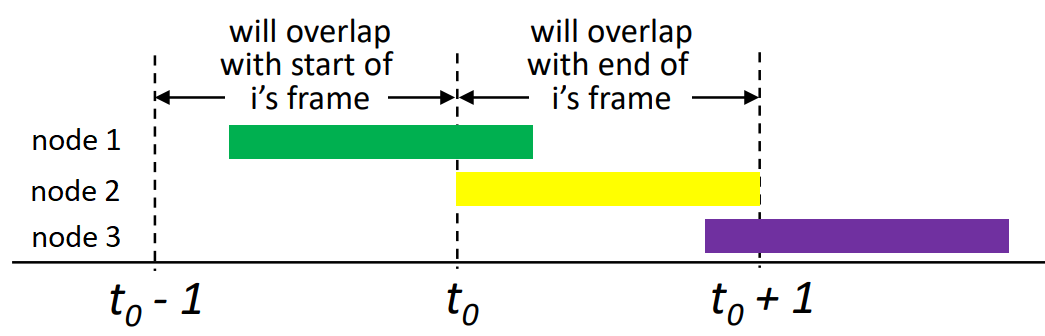 will overlap
with start of
i's frame
will overlap
with end of
i's frame
node 1
node 2
node 3
t₀ - 1
t₀
t₀ + 1